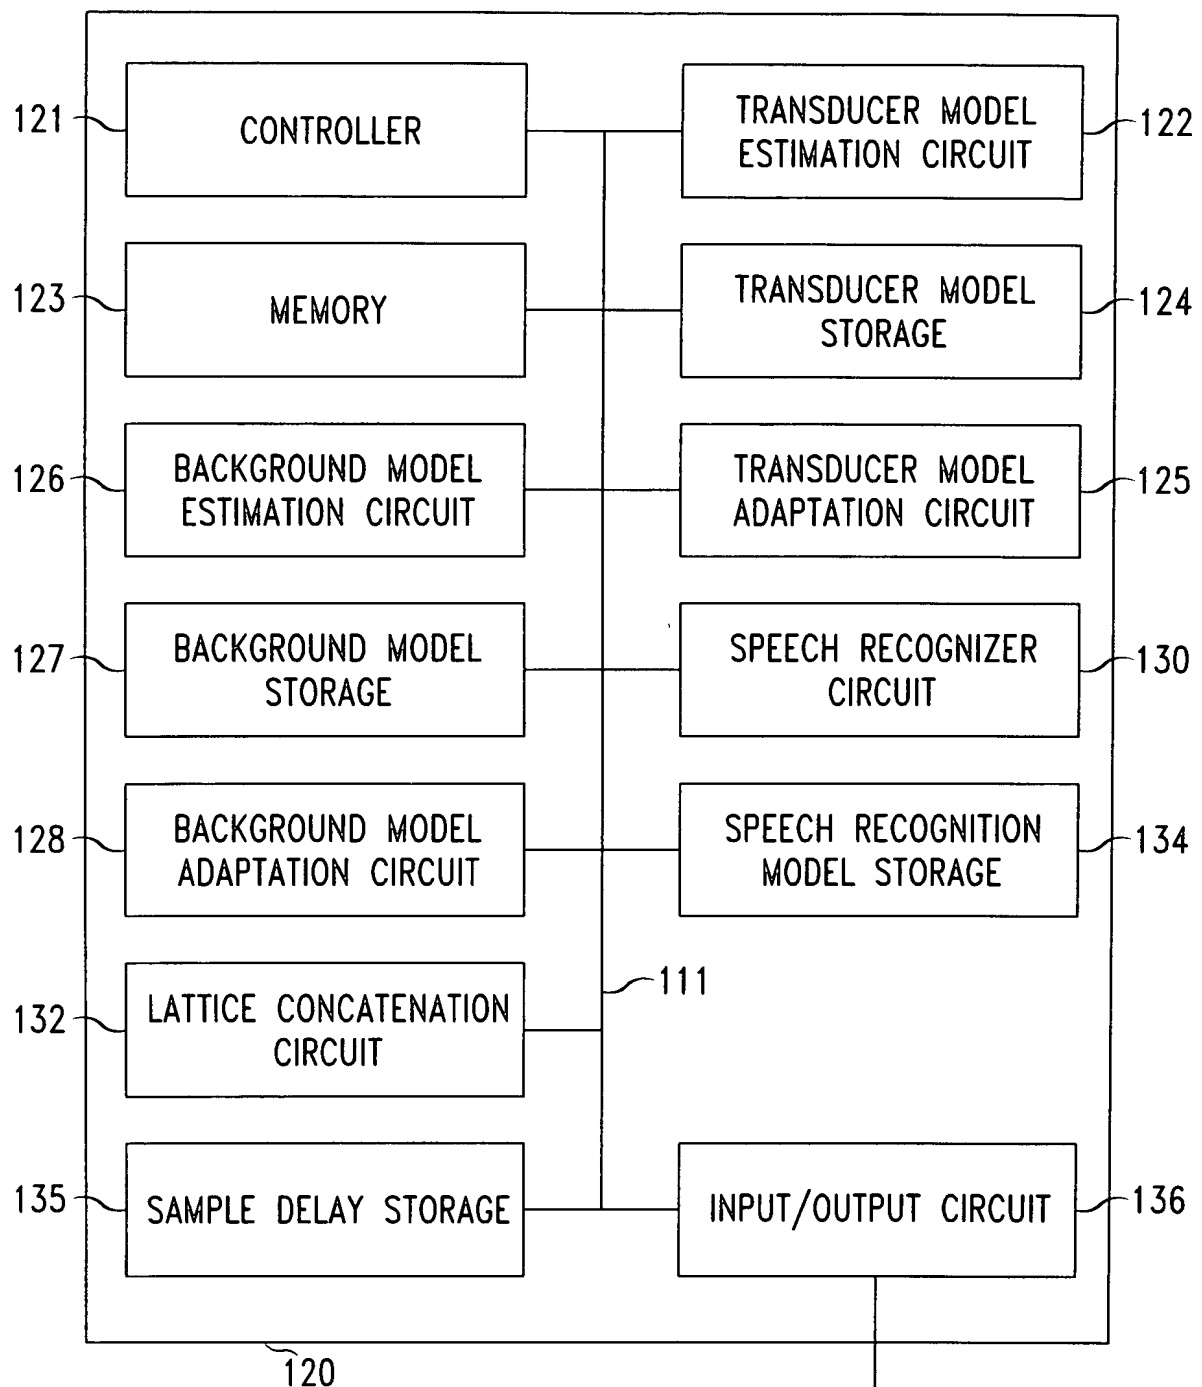 121
CONTROLLER
TRANSDUCER MODEL
ESTIMATION CIRCUIT
122
123
MEMORY
TRANSDUCER MODEL
STORAGE
124
126
BACKGROUND MODEL
ESTIMATION CIRCUIT
TRANSDUCER MODEL
ADAPTATION CIRCUIT
125
127
BACKGROUND MODEL
STORAGE
SPEECH RECOGNIZER
CIRCUIT
130
128
BACKGROUND MODEL
ADAPTATION CIRCUIT
SPEECH RECOGNITION
MODEL STORAGE
134
132
LATTICE CONCATENATION
CIRCUIT
111
135
SAMPLE DELAY STORAGE
INPUT/OUTPUT CIRCUIT
136
120